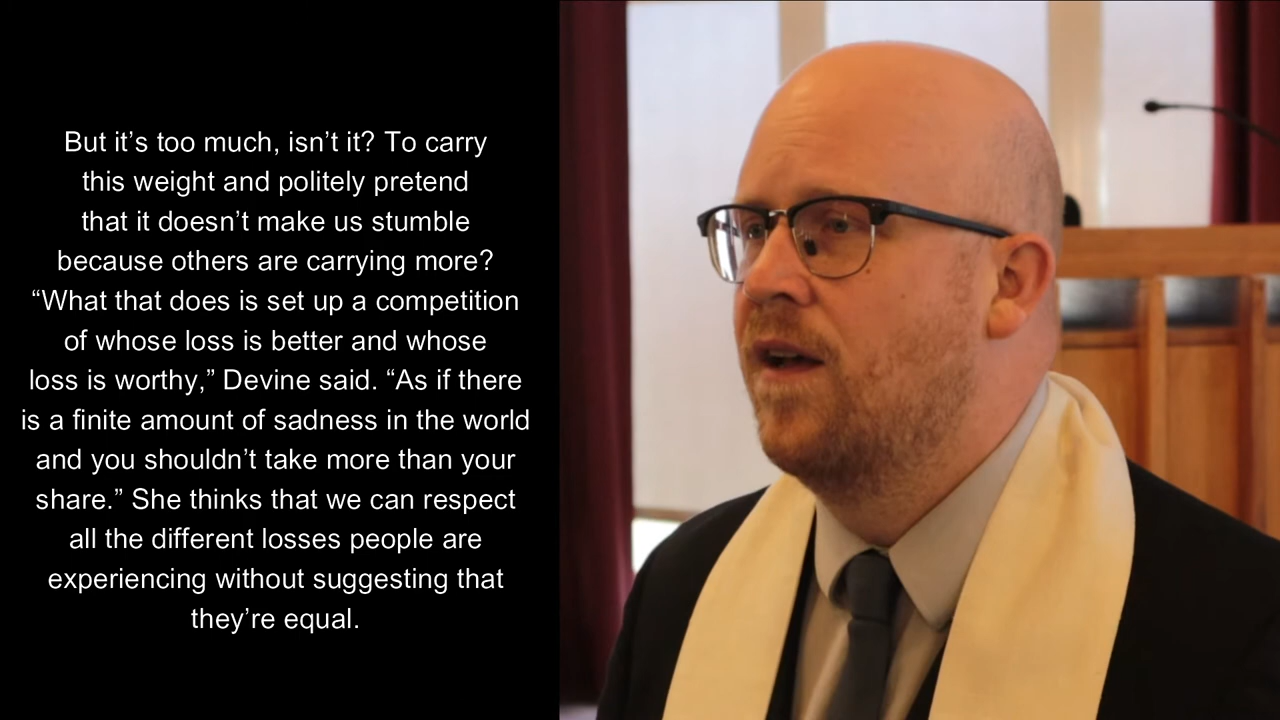 But it’s too much, isn’t it? To carry
this weight and politely pretend
that it doesn’t make us stumble
because others are carrying more?
“What that does is set up a competition
of whose loss is better and whose
loss is worthy,” Devine said. “As if there
is a finite amount of sadness in the world
and you shouldn’t take more than your
share.” She thinks that we can respect
all the different losses people are
experiencing without suggesting that
they’re equal.